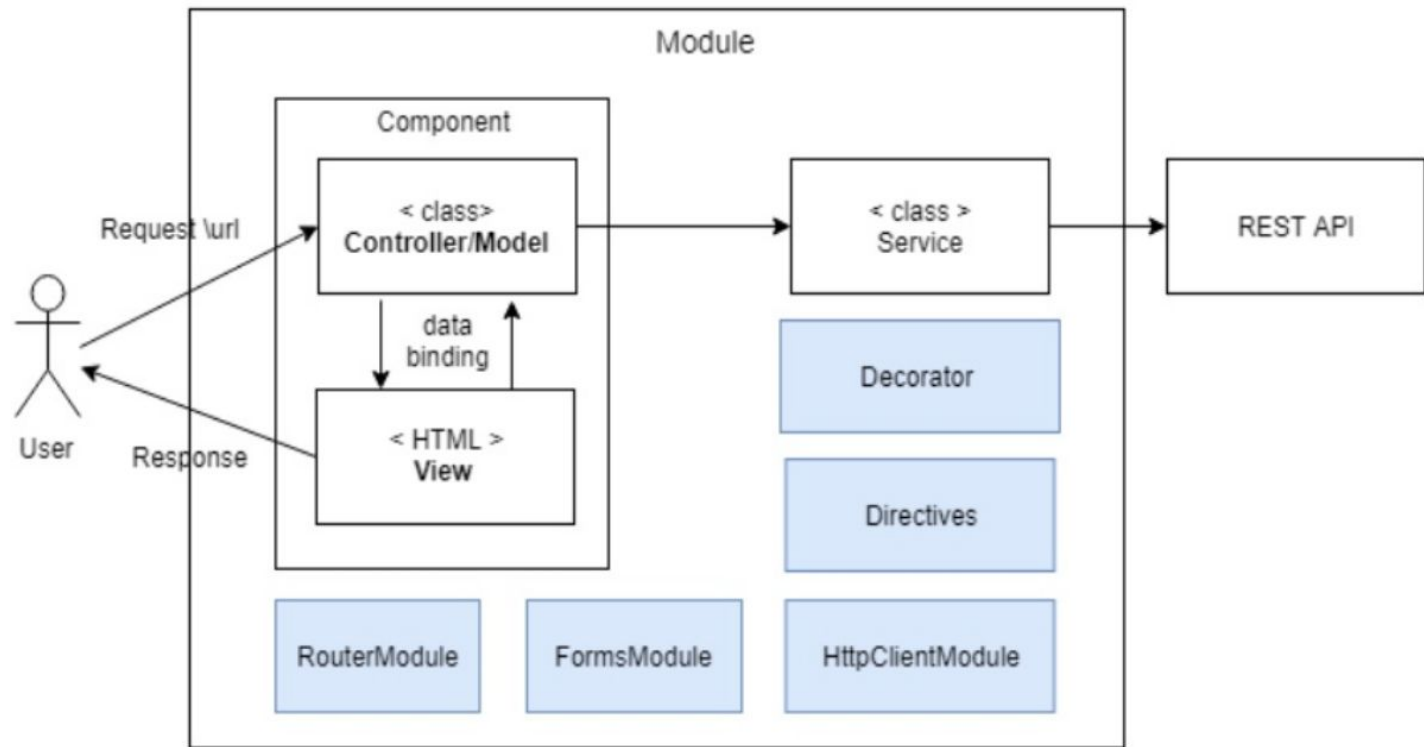 Module
Component
< class>
Controller/Model
< class >
Service
REST API
Request \url
data
binding
Decorator
< HTML >
View
User
Response
Directives
RouterModule
FormsModule
HttpClientModule